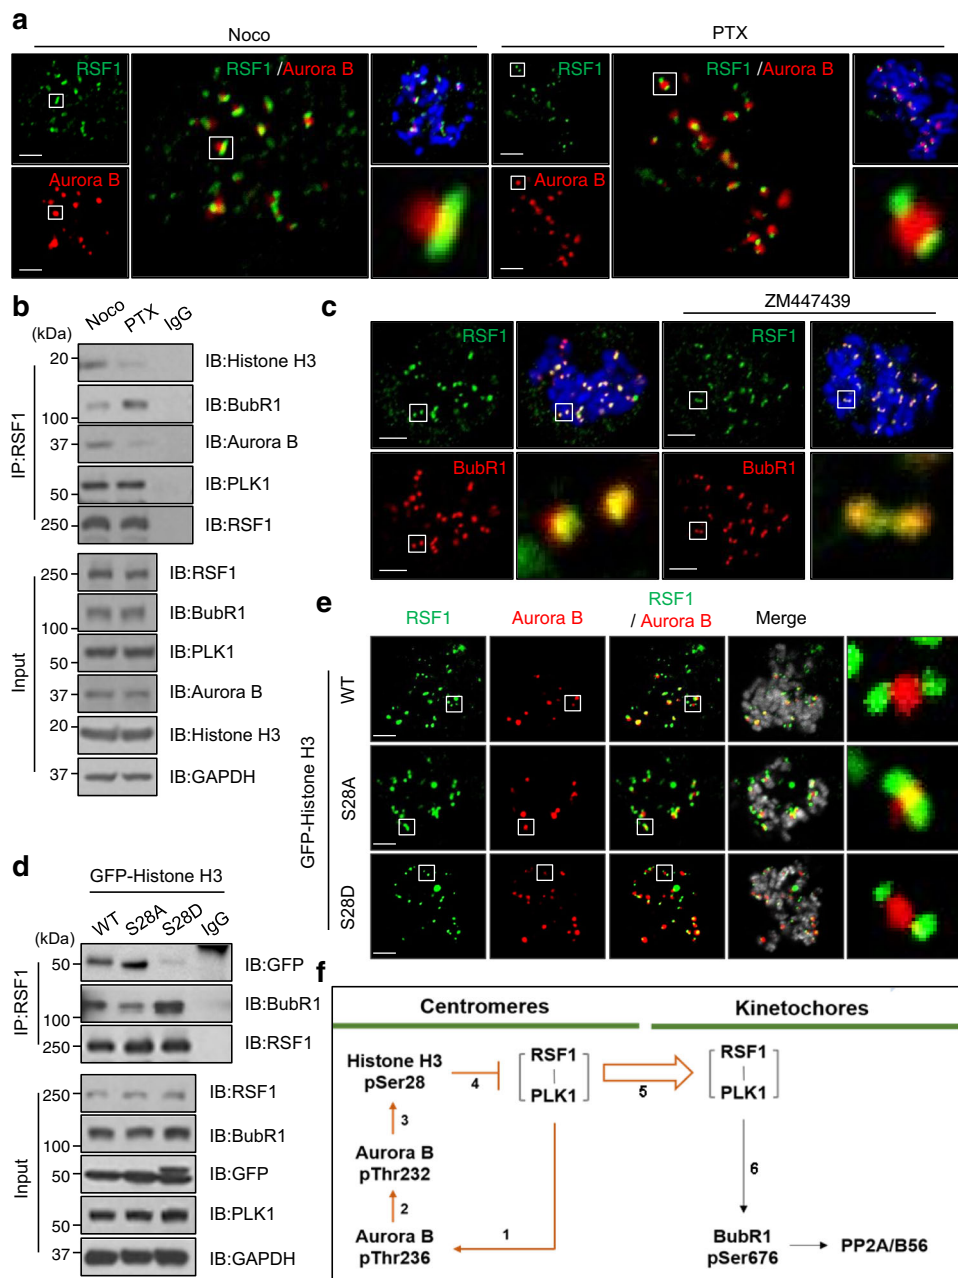 a
Noco
PTX
RSF1
RSF1 /Aurora B
RSF1
RSF1 /Aurora B
Aurora B
Aurora B
b
(kDa)
Noco
PTX
IgG
IP:RSF1
20
IB:Histone H3
100
IB:BubR1
37
IB:Aurora B
50
IB:PLK1
250
IB:RSF1
Input
250
IB:RSF1
100
IB:BubR1
50
IB:PLK1
37
IB:Aurora B
20
IB:Histone H3
37
IB:GAPDH
c
ZM447439
RSF1
RSF1
BubR1
BubR1
d
GFP-Histone H3
(kDa)
WT
S28A
S28D
IgG
IP:RSF1
50
IB:GFP
100
IB:BubR1
250
IB:RSF1
Input
250
IB:RSF1
100
IB:BubR1
50
IB:GFP
50
IB:PLK1
37
IB:GAPDH
e
RSF1
Aurora B
RSF1
/ Aurora B
Merge
GFP-Histone H3
WT
S28A
S28D
f
Centromeres
Kinetochores
Histone H3
pSer28
4
RSF1
PLK1
5
RSF1
PLK1
3
Aurora B
pThr232
2
Aurora B
pThr236
1
6
BubR1
pSer676
PP2A/B56